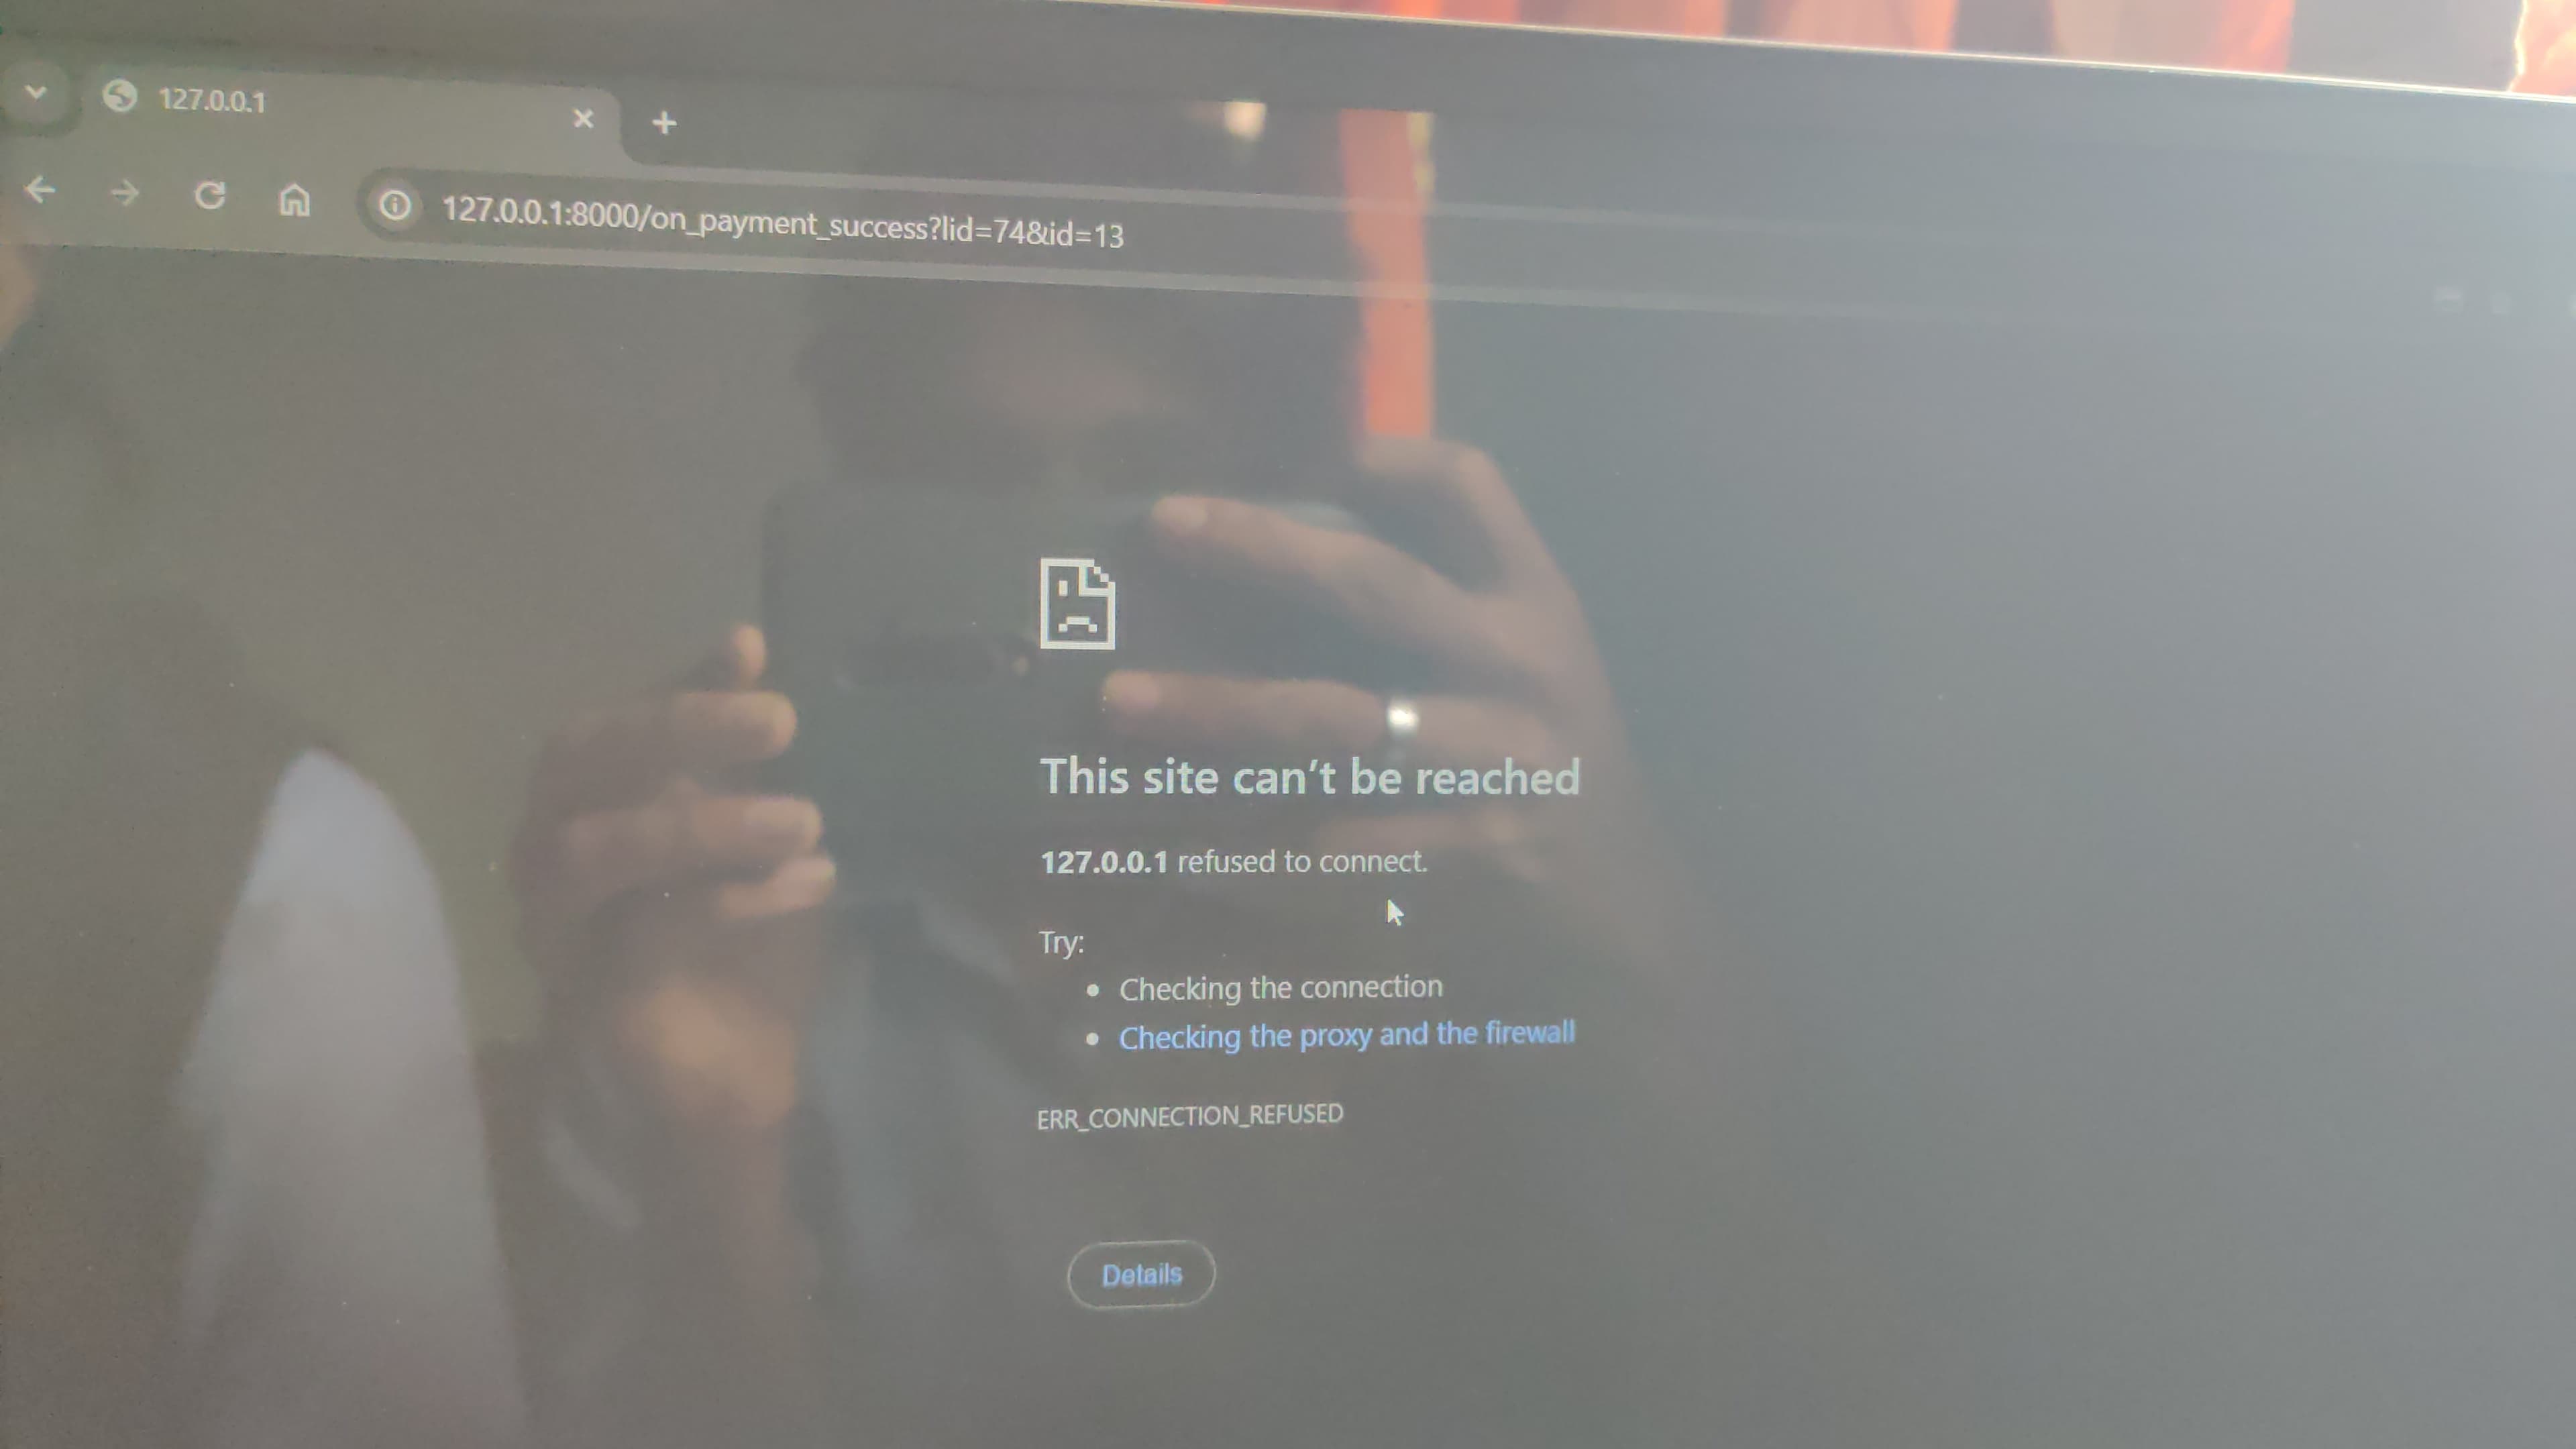 127.0.0.1
127.0.0.1:8000/on_payment_success?lid=74&id=13
This site can't be reached
127.0.0.1 refused to connect.
Try:
• Checking the connection
• Checking the proxy and the firewall
ERR_CONNECTION_REFUSED
Details